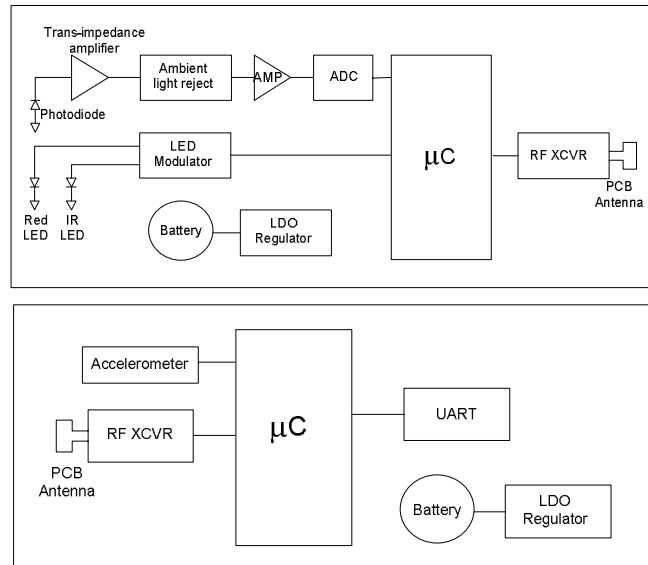 Trans-impedance
amplifier
Photodiode
Ambient
light reject
AMP
ADC
μC
RF XCVR
PCB
Antenna
LED
Modulator
Red
LED
IR
LED
Battery
LDO
Regulator
Accelerometer
RF XCVR
PCB
Antenna
μC
UART
Battery
LDO
Regulator